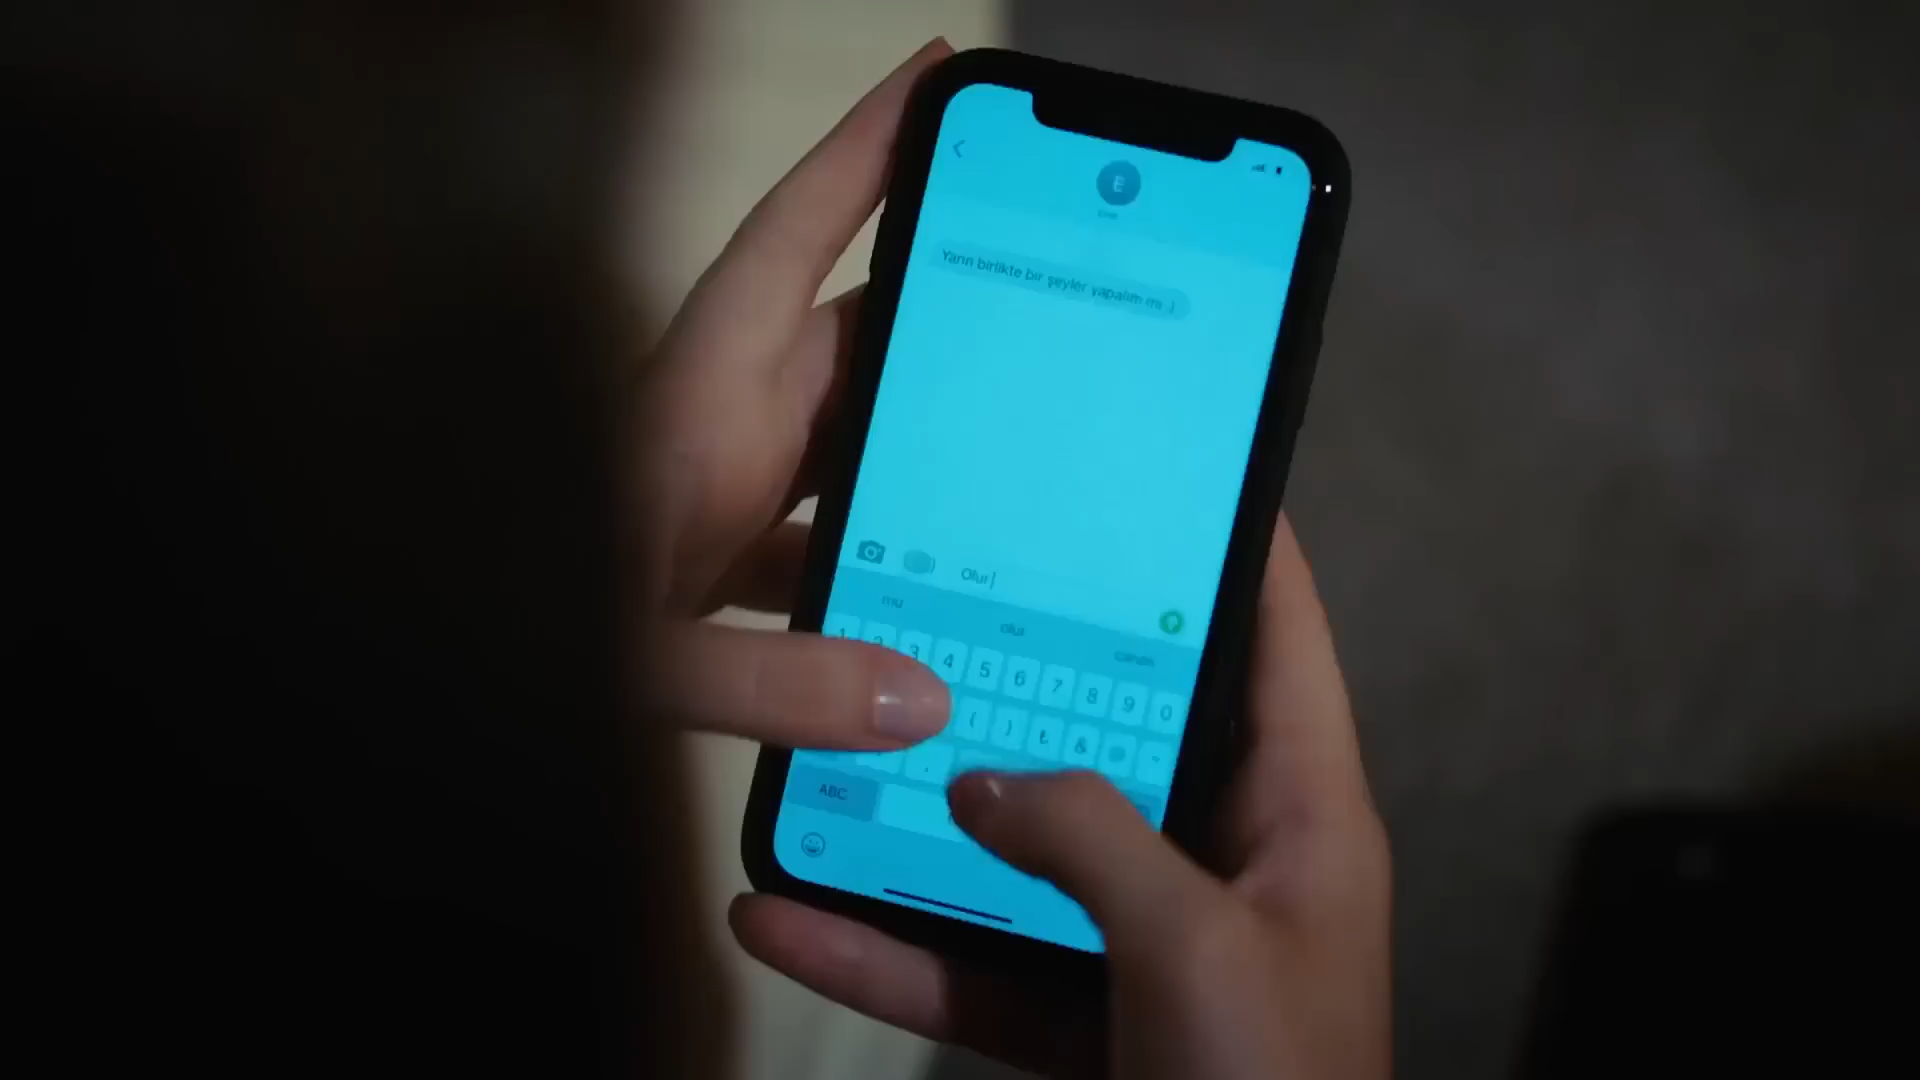 E
Yarın birlikte bir şeyler yapalım mı :)
Olur
mu olur canım
1 2 3 4 5 6 7 8 9 0
( ) ₺ & "
.
ABC